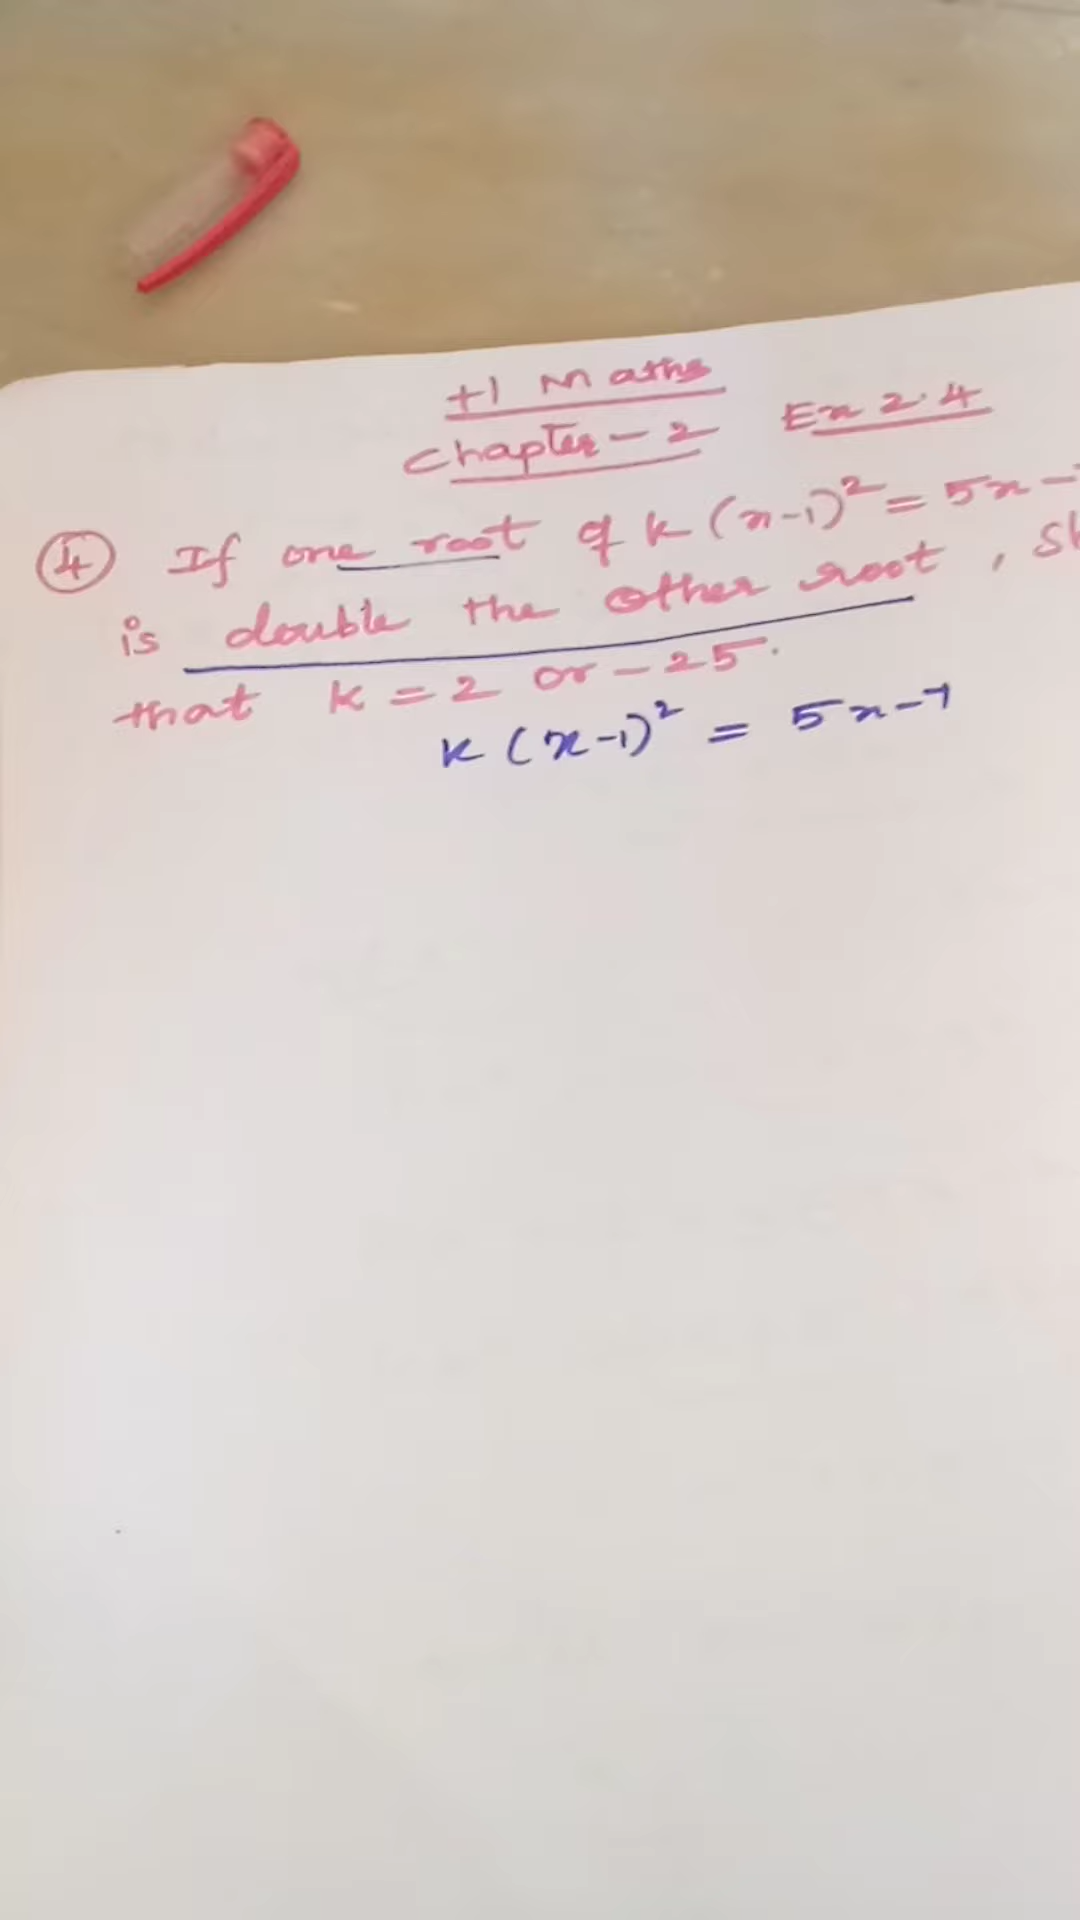 +1 Maths
Chapter - 2 Ex 2.4
④ If one root of k(x-1)² = 5x -
is double the other root,
that k = 2 or -25.
k(x-1)² = 5x-7